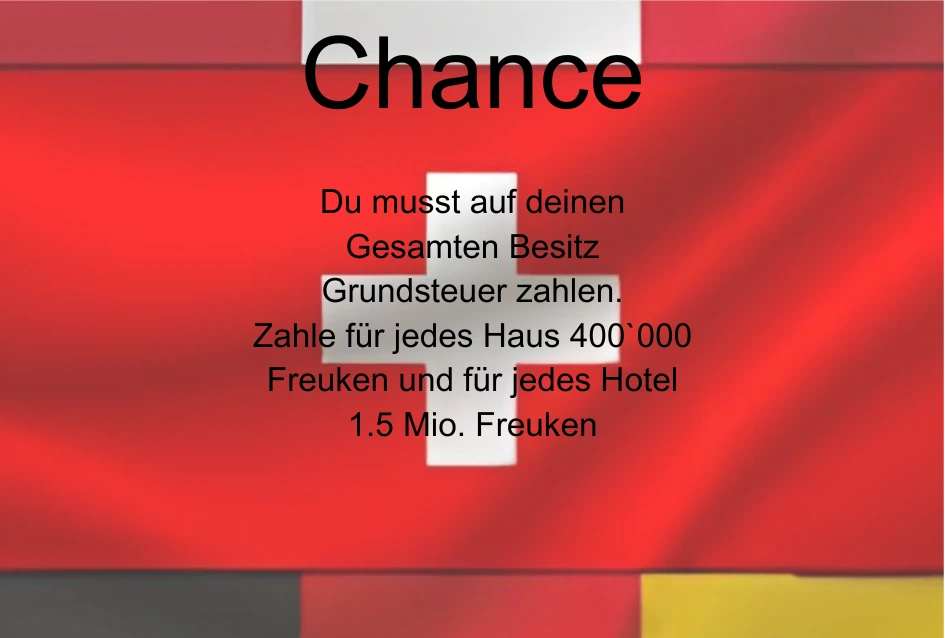 Chance
Du musst auf deinen
Gesamten Besitz
Grundsteuer zahlen.
Zahle für jedes Haus 400`000
Freuken und für jedes Hotel
1.5 Mio. Freuken